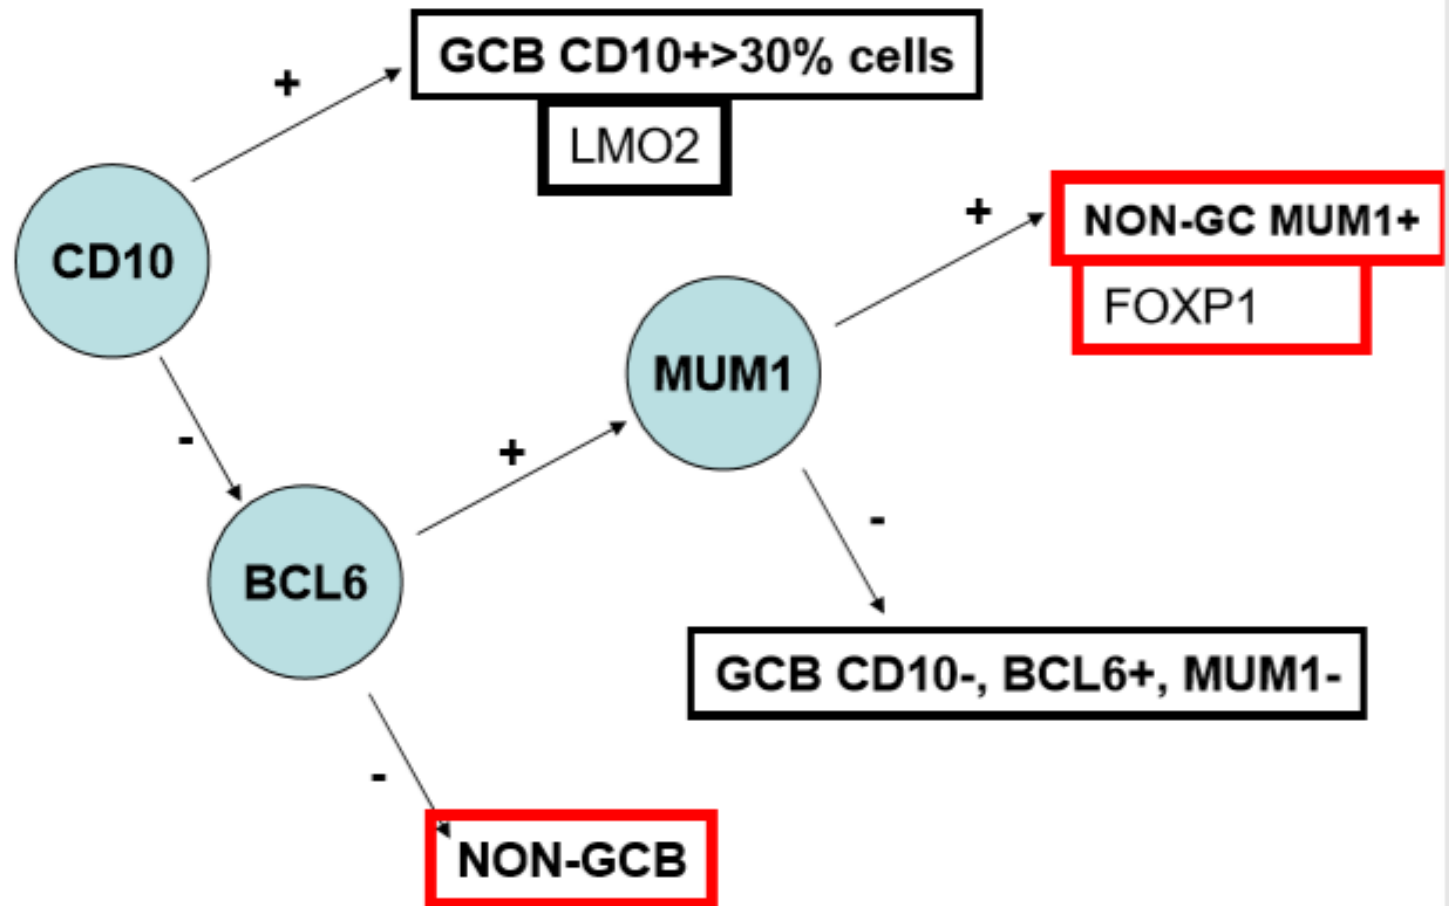 GCB CD10+>30% cells
+
LMO2
CD10
+
NON-GC MUM1+
FOXP1
MUM1
-
+
BCL6
-
GCB CD10-, BCL6+, MUM1-
-
NON-GCB